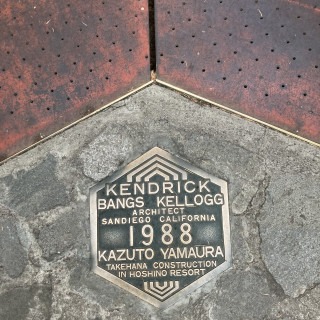 KENDRICK
BANGS KELLOGG
ARCHITECT
SANDIEGO CALIFORNIA
1988
KAZUTO YAMAURA
TAKEHANA CONSTRUCTION
IN HOSHINO RESORT